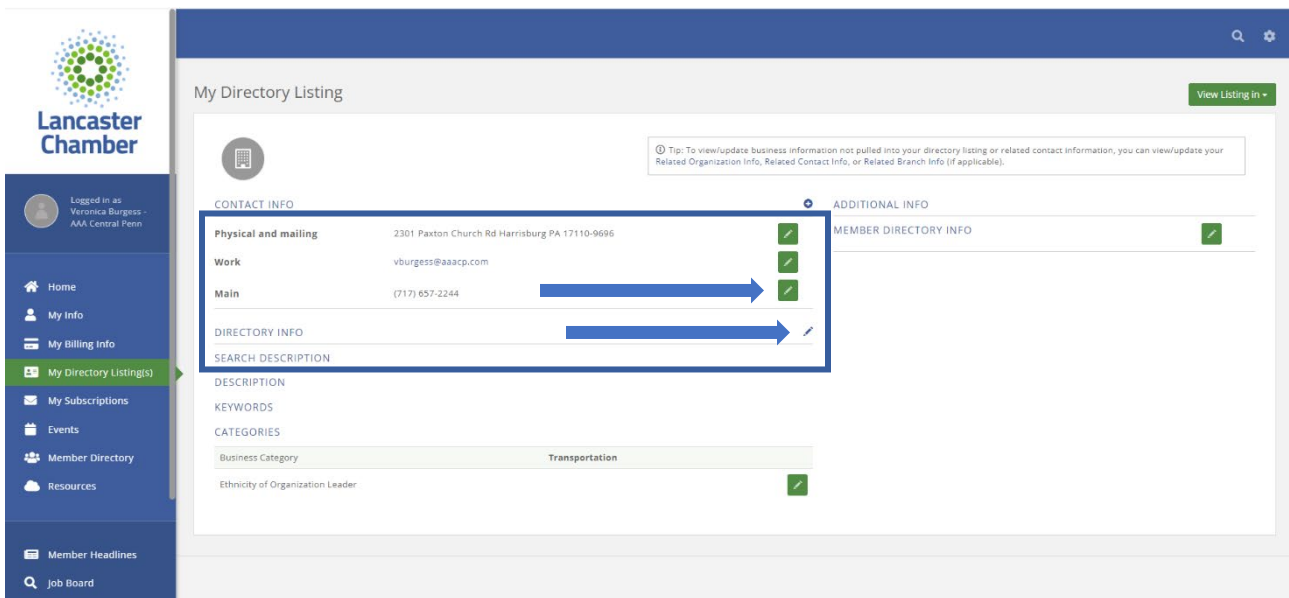 Lancaster
Chamber
Logged in as
Veronica Burgess -
AAA Central Penn
Home
My Info
My Billing Info
My Directory Listing(s)
My Subscriptions
Events
Member Directory
Resources
Member Headlines
Job Board
My Directory Listing
View Listing in
Tip: To view/update business information not pulled into your directory listing or related contact information, you can view/update your
Related Organization Info, Related Contact Info, or Related Branch Info (if applicable).
CONTACT INFO
Physical and mailing 2301 Paxton Church Rd Harrisburg PA 17110-9696
Work vburgess@aaacp.com
Main (717) 657-2244
DIRECTORY INFO
SEARCH DESCRIPTION
DESCRIPTION
KEYWORDS
CATEGORIES
Business Category Transportation
Ethnicity of Organization Leader
ADDITIONAL INFO
MEMBER DIRECTORY INFO